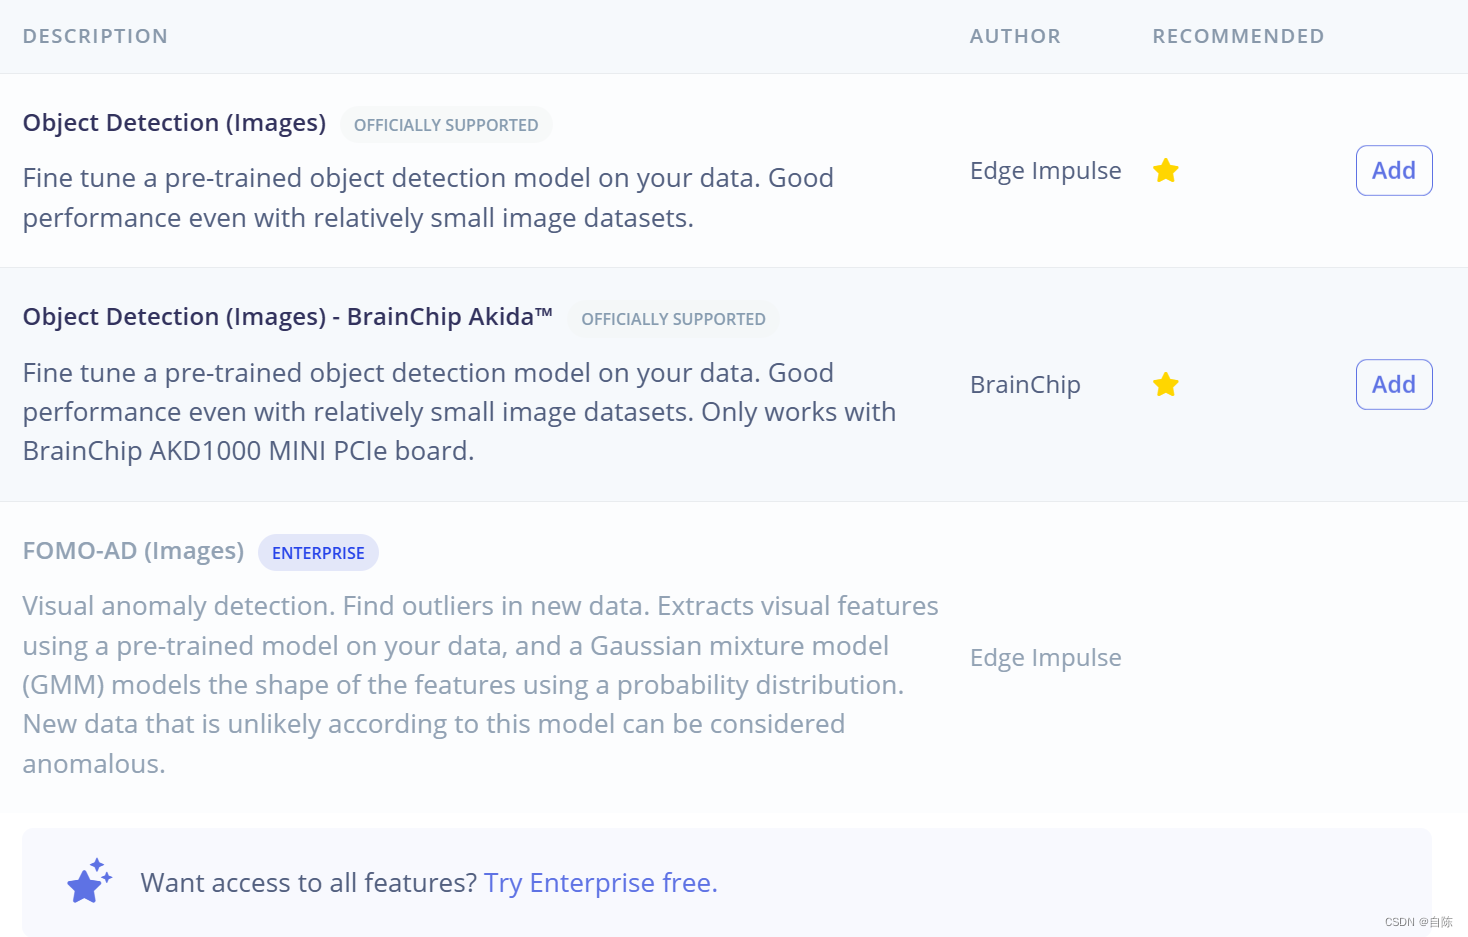 DESCRIPTION AUTHOR RECOMMENDED
Object Detection (Images) OFFICIALLY SUPPORTED
Fine tune a pre-trained object detection model on your data. Good
performance even with relatively small image datasets.
Edge Impulse
Add
Object Detection (Images) - BrainChip Akida™ OFFICIALLY SUPPORTED
Fine tune a pre-trained object detection model on your data. Good
performance even with relatively small image datasets. Only works with
BrainChip AKD1000 MINI PCIe board.
BrainChip
Add
FOMO-AD (Images) ENTERPRISE
Visual anomaly detection. Find outliers in new data. Extracts visual features
using a pre-trained model on your data, and a Gaussian mixture model
(GMM) models the shape of the features using a probability distribution.
New data that is unlikely according to this model can be considered
anomalous.
Edge Impulse
Want access to all features? Try Enterprise free.
CSDN @自陈